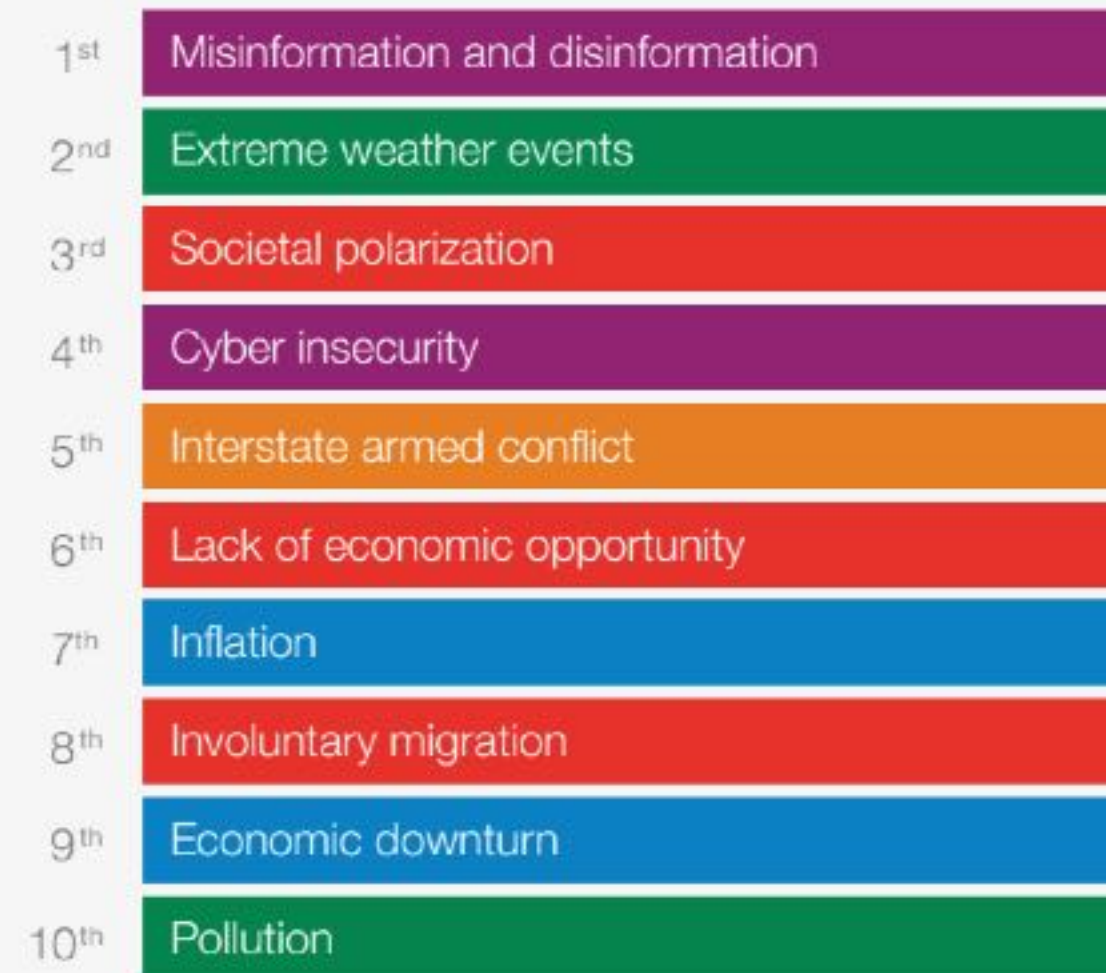 1st Misinformation and disinformation
2nd Extreme weather events
3rd Societal polarization
4th Cyber insecurity
5th Interstate armed conflict
6th Lack of economic opportunity
7th Inflation
8th Involuntary migration
9th Economic downturn
10th Pollution